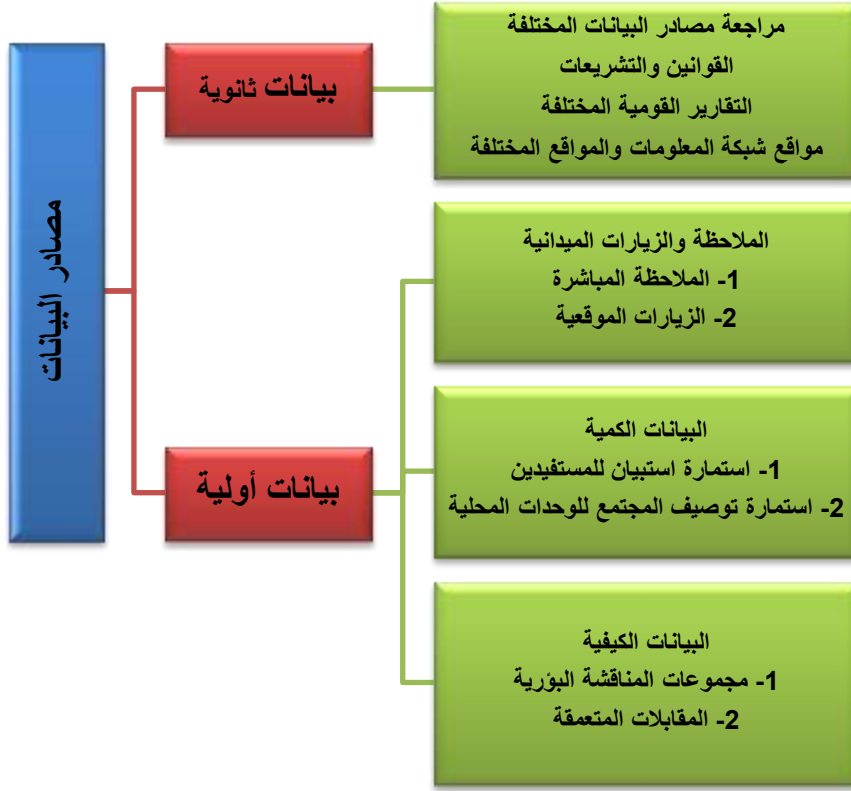 مصادر البيانات
بيانات ثانوية
مراجعة مصادر البيانات المختلفة
القوانين والتشريعات
التقارير القومية المختلفة
مواقع شبكة المعلومات والمواقع المختلفة
بيانات أولية
الملاحظة والزيارات الميدانية
1- الملاحظة المباشرة
2- الزيارات الموقعية
البيانات الكمية
1- استمارة استبيان للمستفيدين
2- استمارة توصيف المجتمع للوحدات المحلية
البيانات الكيفية
1- مجموعات المناقشة البؤرية
2- المقابلات المتعمقة